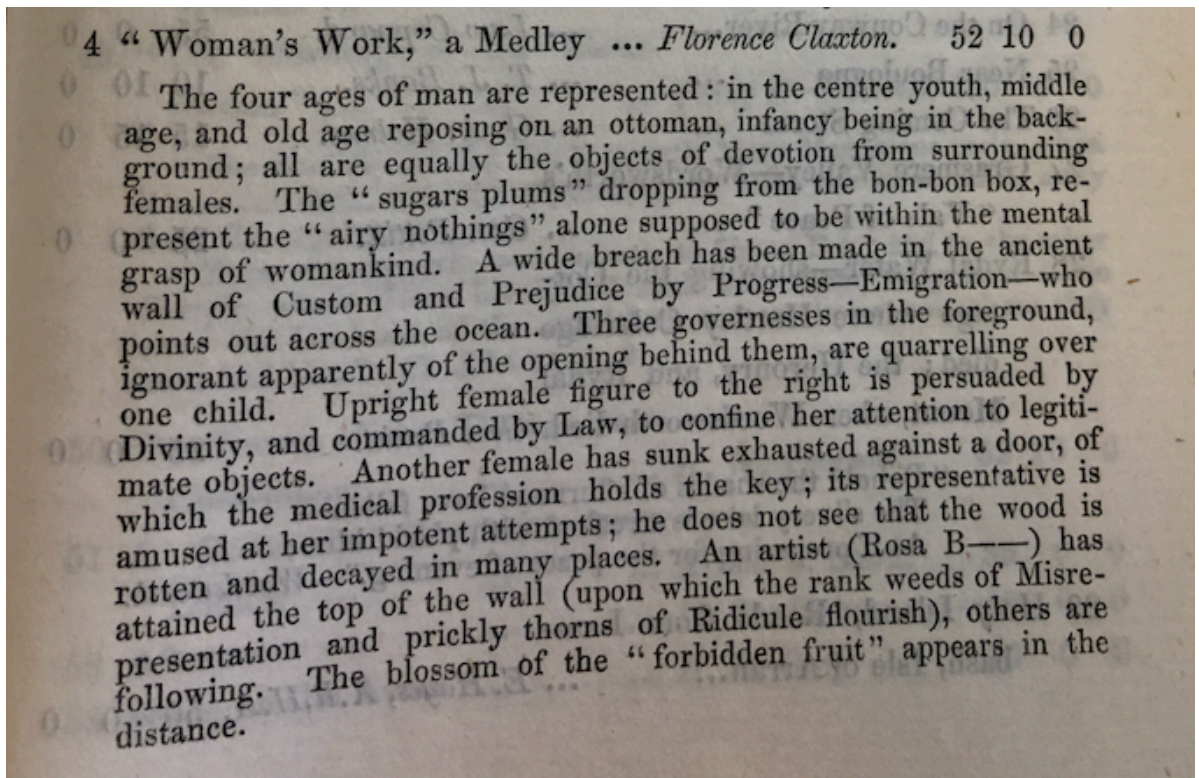 4 “ Woman's Work,” a Medley ... Florence Claxton. 52 10 0
The four ages of man are represented : in the centre youth, middle
age, and old age reposing on an ottoman, infancy being in the back-
ground ; all are equally the objects of devotion from surrounding
females. The “ sugars plums ” dropping from the bon-bon box, re-
present the “ airy nothings ” alone supposed to be within the mental
grasp of womankind. A wide breach has been made in the ancient
wall of Custom and Prejudice by Progress—Emigration—who
points out across the ocean. Three governesses in the foreground,
ignorant apparently of the opening behind them, are quarrelling over
one child. Upright female figure to the right is persuaded by
Divinity, and commanded by Law, to confine her attention to legiti-
mate objects. Another female has sunk exhausted against a door, of
which the medical profession holds the key ; its representative is
amused at her impotent attempts ; he does not see that the wood is
rotten and decayed in many places. An artist (Rosa B——) has
attained the top of the wall (upon which the rank weeds of Misre-
presentation and prickly thorns of Ridicule flourish), others are
following. The blossom of the “ forbidden fruit ” appears in the
distance.